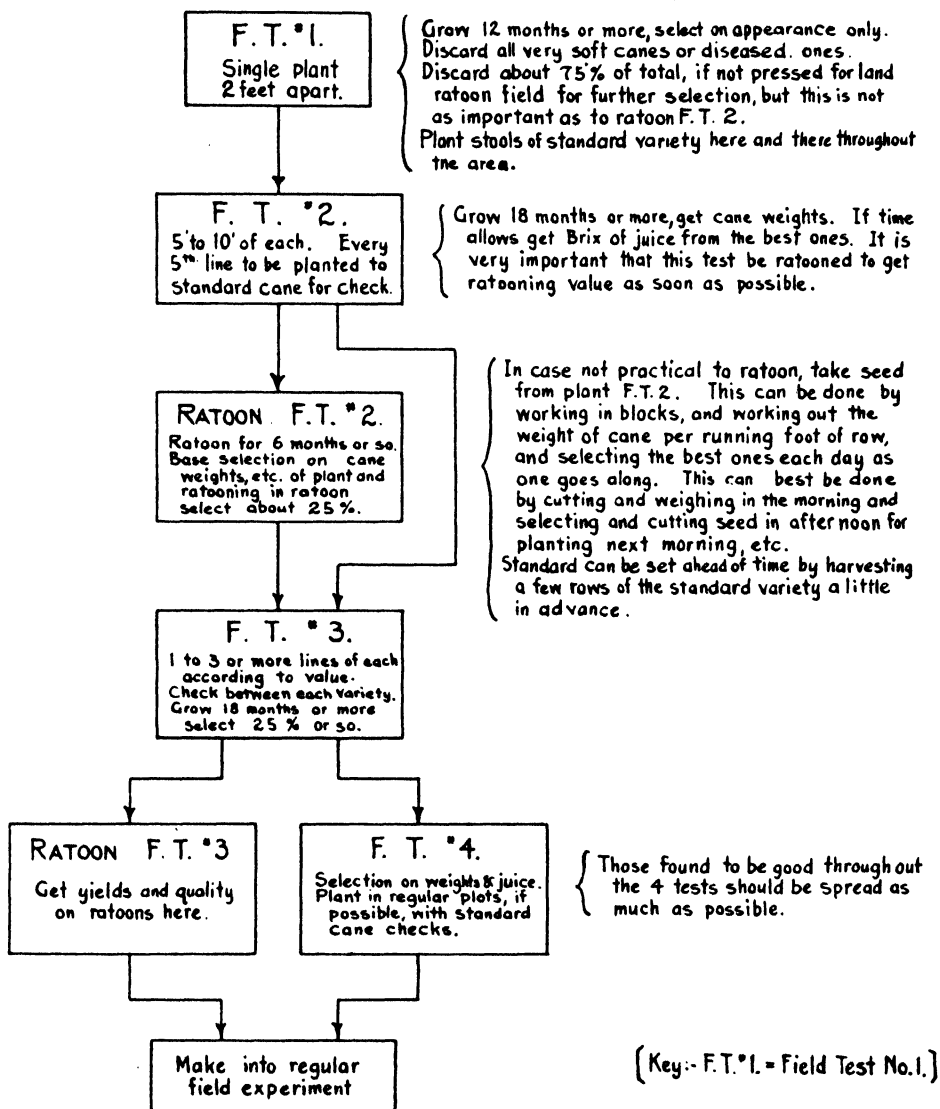 F. T. #1.
Single plant
2 feet apart.
Grow 12 months or more, select on appearance only.
Discard all very soft canes or diseased. ones.
Discard about 75% of total, if not pressed for land
ratoon field for further selection, but this is not
as important as to ratoon F. T. 2.
Plant stools of standard variety here and there throughout
tne area.
F. T. #2.
5' to 10' of each. Every
5th line to be planted to
standard cane for check.
Grow 18 months or more, get cane weights. If time
allows get Brix of juice from the best ones. It is
very important that this test be ratooned to get
ratooning value as soon as possible.
RATOON F. T. #2.
Ratoon for 6 months or so.
Base selection on cane
weights, etc. of plant and
ratooning in ratoon
select about 25%.
In case not practical to ratoon, take seed
from plant F.T. 2. This can be done by
working in blocks, and working out the
weight of cane per running foot of row,
and selecting the best ones each day as
one goes along. This can best be done
by cutting and weighing in the morning and
selecting and cutting seed in after noon for
planting next morning, etc.
Standard can be set ahead of time by harvesting
a few rows of the standard variety a little
in advance.
F. T. #3.
1 to 3 or more lines of each
according to value.
Check between each variety.
Grow 18 months or more
select 25% or so.
RATOON F. T. #3
Get yields and quality
on ratoons here.
F. T. #4.
Selection on weights & juice.
Plant in regular plots, if
possible, with standard
cane checks.
Those found to be good throughout
the 4 tests should be spread as
much as possible.
Make into regular
field experiment
[Key:- F.T.#1. = Field Test No.1.]